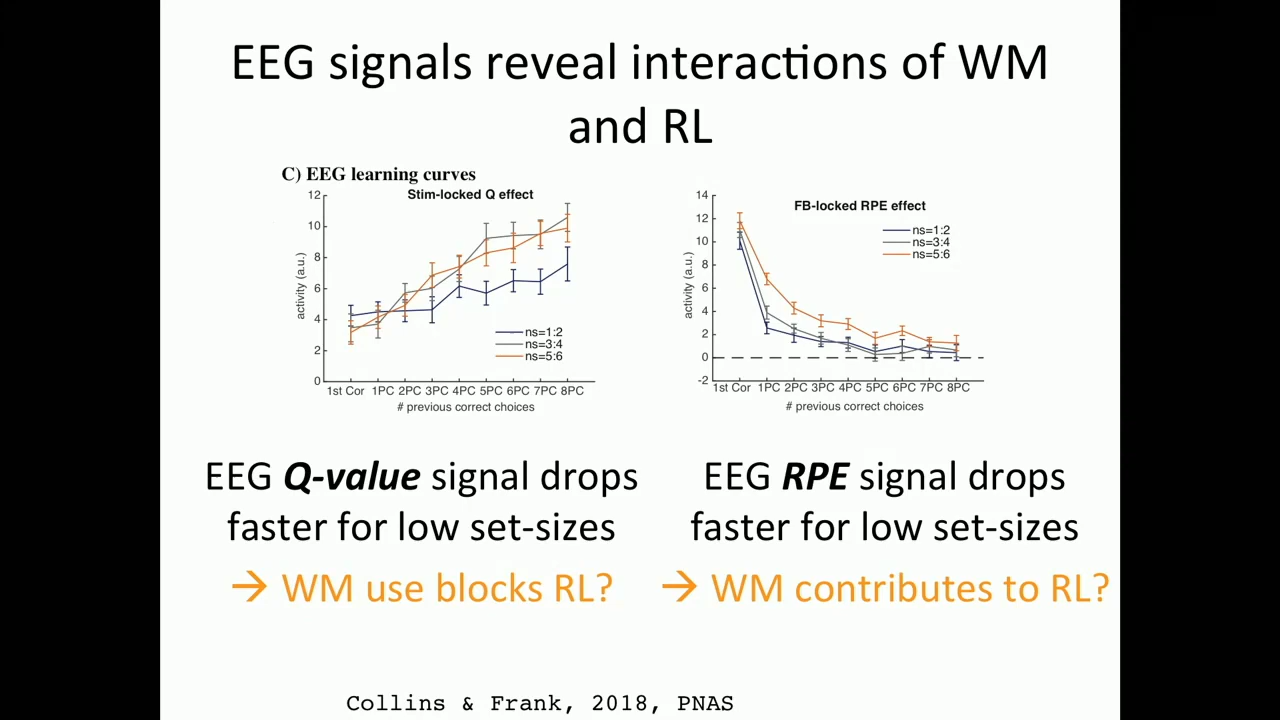 EEG signals reveal interactions of WM
and RL
C) EEG learning curves
Stim-locked Q effect
12
10
8
6
4
2
0
activity (a.u.)
ns=1:2
ns=3:4
ns=5:6
1st Cor 1PC 2PC 3PC 4PC 5PC 6PC 7PC 8PC
# previous correct choices
FB-locked RPE effect
14
12
10
8
6
4
2
0
-2
activity (a.u.)
ns=1:2
ns=3:4
ns=5:6
1st Cor 1PC 2PC 3PC 4PC 5PC 6PC 7PC 8PC
# previous correct choices
EEG Q-value signal drops
faster for low set-sizes
→ WM use blocks RL?
EEG RPE signal drops
faster for low set-sizes
→ WM contributes to RL?
Collins & Frank, 2018, PNAS